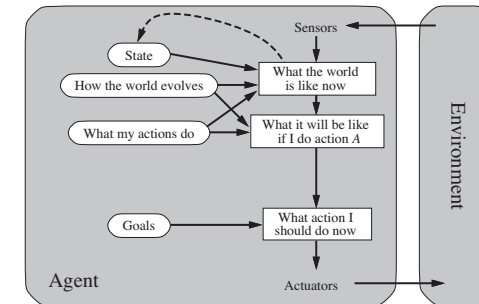 Sensors
State
What the world
is like now
How the world evolves
What it will be like
if I do action A
What my actions do
Environment
Goals
What action I
should do now
Agent
Actuators